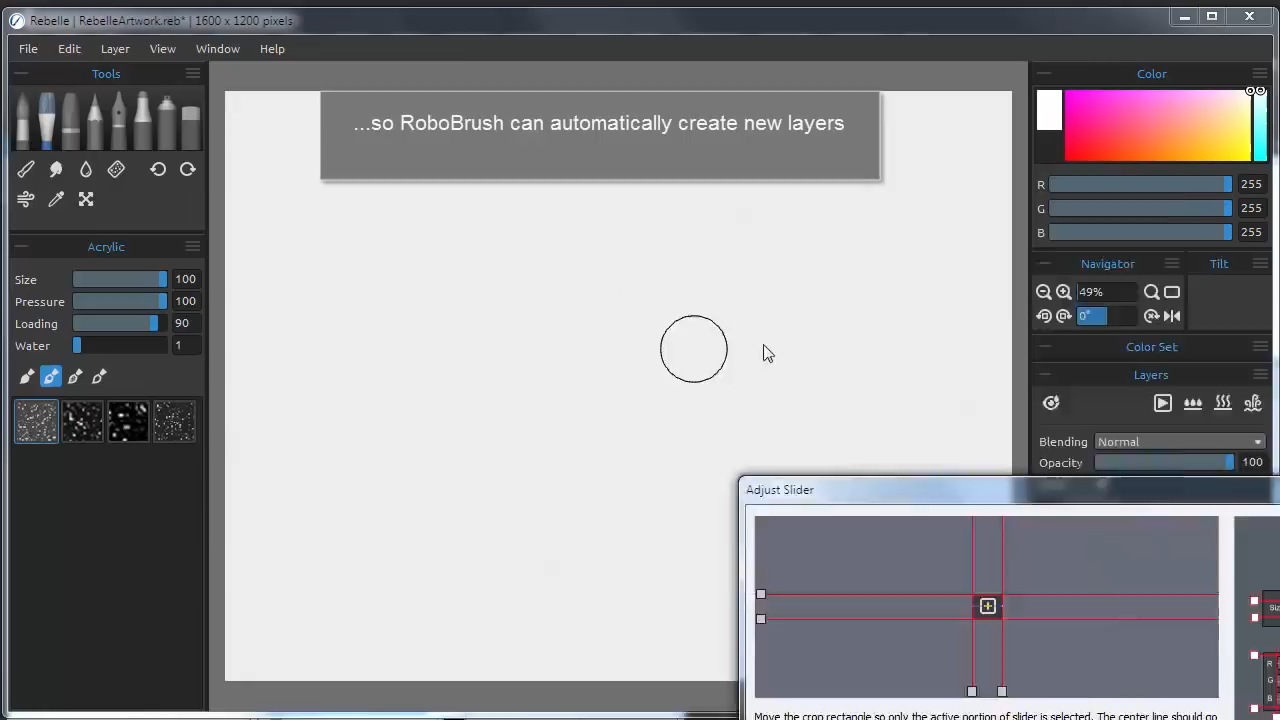 Rebelle | RebelleArtwork.reb* | 1600 x 1200 pixels
File Edit Layer View Window Help
Tools
...so RoboBrush can automatically create new layers
Color
R 255
G 255
B 255
Acrylic
Size 100
Pressure 100
Loading 90
Water 1
Navigator Tilt
49%
0°
Color Set
Layers
Blending Normal
Opacity 100
Adjust Slider
Siz
R
G
B
Move the crop rectangle so only the active portion of slider is selected. The center line should go